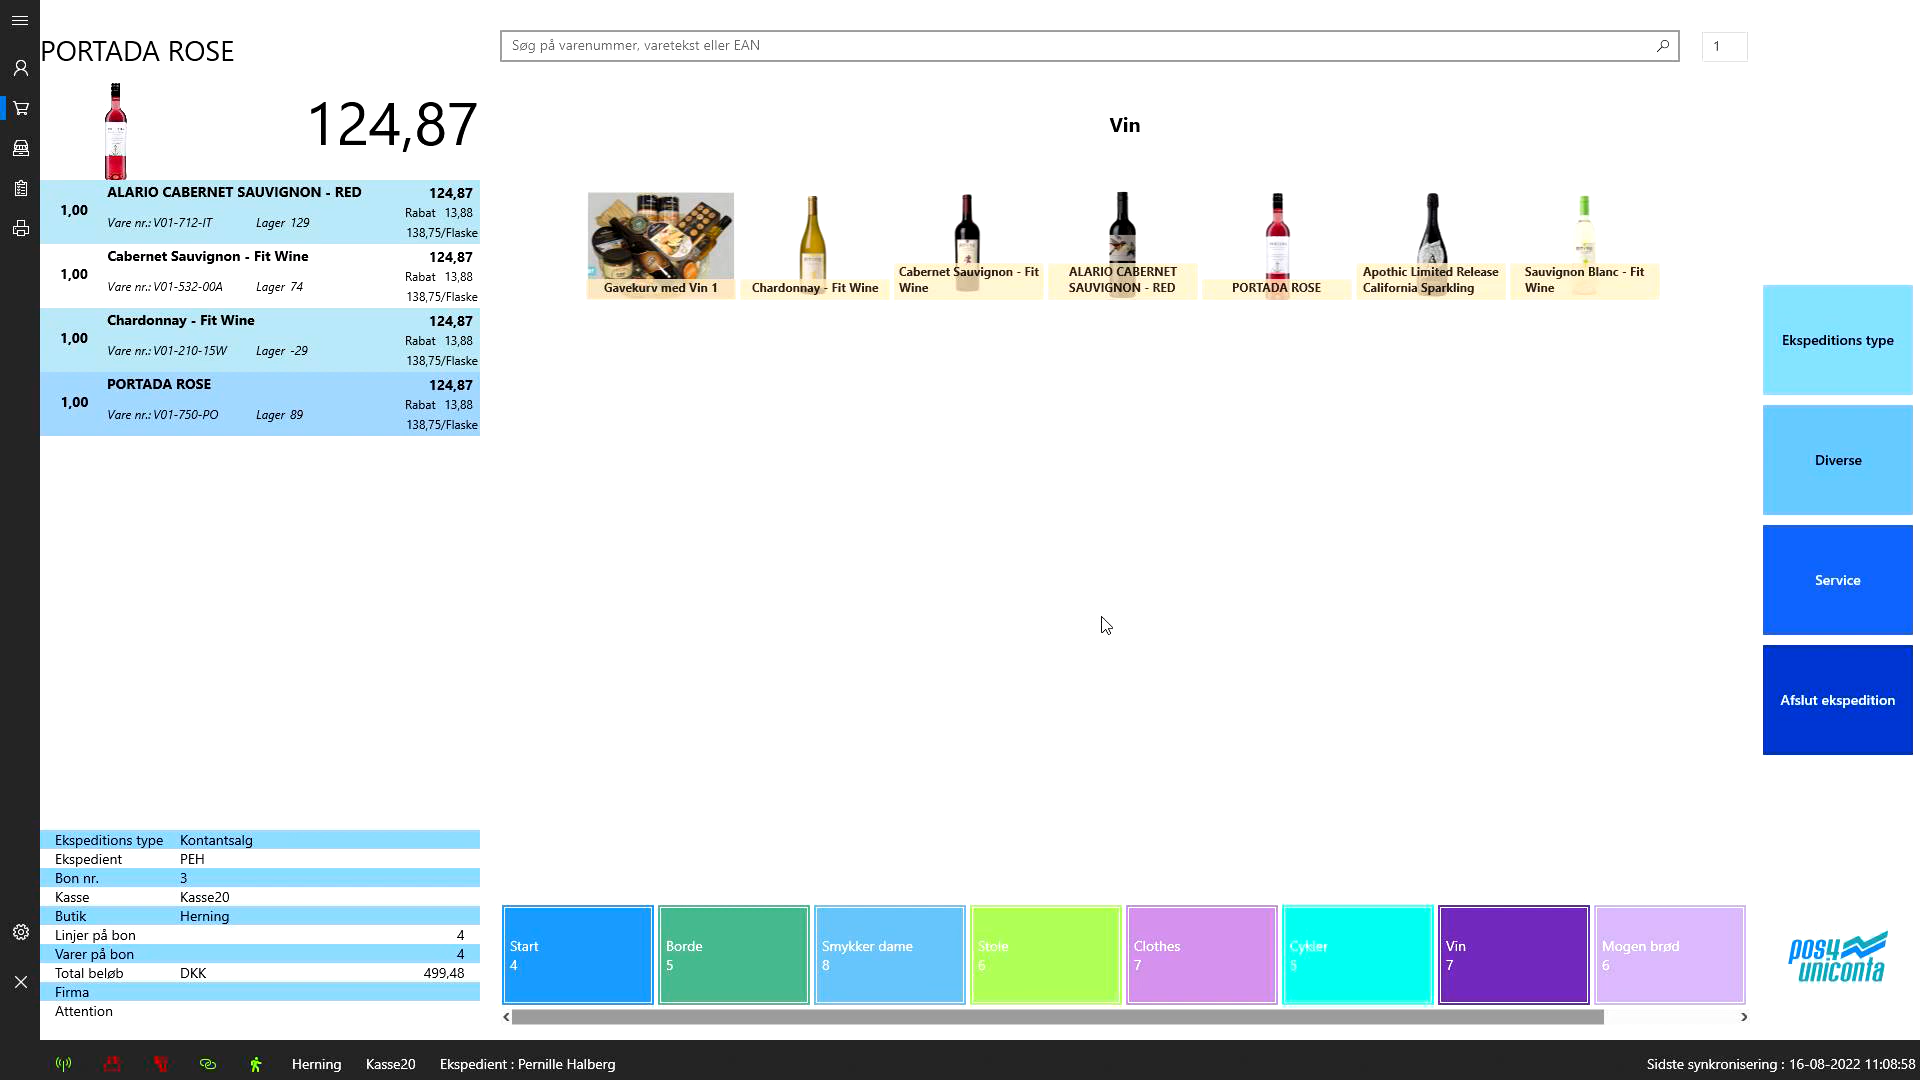 PORTADA ROSE
124,87
Søg på varenummer, varetekst eller EAN
1
Vin
1,00
ALARIO CABERNET SAUVIGNON - RED
124,87
Rabat 13,88
Vare nr.: V01-712-IT
Lager 129
138,75/Flaske
1,00
Cabernet Sauvignon - Fit Wine
124,87
Rabat 13,88
Vare nr.: V01-532-00A
Lager 74
138,75/Flaske
1,00
Chardonnay - Fit Wine
124,87
Rabat 13,88
Vare nr.: V01-210-15W
Lager -29
138,75/Flaske
1,00
PORTADA ROSE
124,87
Rabat 13,88
Vare nr.: V01-750-PO
Lager 89
138,75/Flaske
Gavekurv med Vin 1
Chardonnay - Fit Wine
Cabernet Sauvignon - Fit
Wine
ALARIO CABERNET
SAUVIGNON - RED
PORTADA ROSE
Apothic Limited Release
California Sparkling
Sauvignon Blanc - Fit
Wine
Ekspeditions type
Diverse
Service
Afslut ekspedition
Ekspeditions type Kontantsalg
Ekspedient PEH
Bon nr. 3
Kasse Kasse20
Butik Herning
Linjer på bon 4
Varer på bon 4
Total beløb DKK 499,48
Firma
Attention
Start
4
Borde
5
Smykker dame
8
Stole
6
Clothes
7
Cykler
5
Vin
7
Mogen brød
6
pos4
uniconta
Herning
Kasse20
Ekspedient : Pernille Halberg
Sidste synkronisering : 16-08-2022 11:08:58